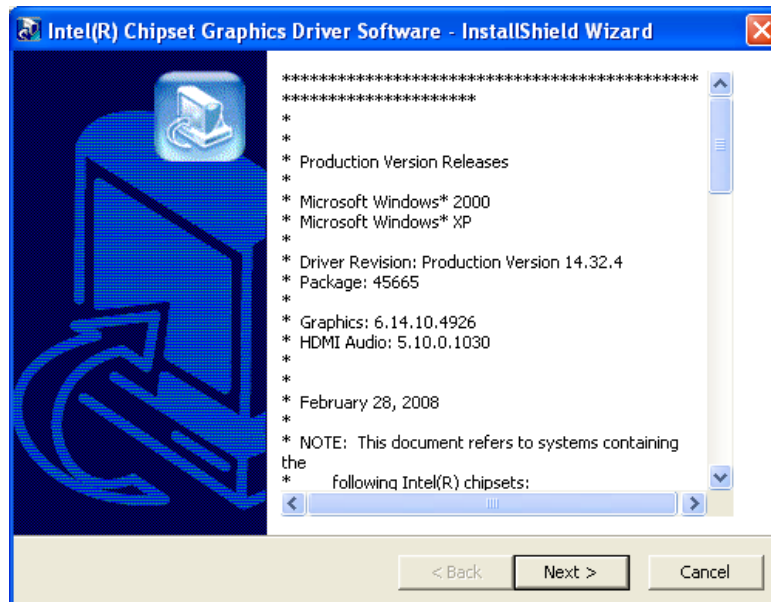 Intel(R) Chipset Graphics Driver Software - InstallShield Wizard
********************************************
*********************
*
*
* Production Version Releases
*
* Microsoft Windows* 2000
* Microsoft Windows* XP
*
* Driver Revision: Production Version 14.32.4
* Package: 45665
*
* Graphics: 6.14.10.4926
* HDMI Audio: 5.10.0.1030
*
*
* February 28, 2008
*
* NOTE:  This document refers to systems containing
the
*       following Intel(R) chipsets:
< Back
Next >
Cancel